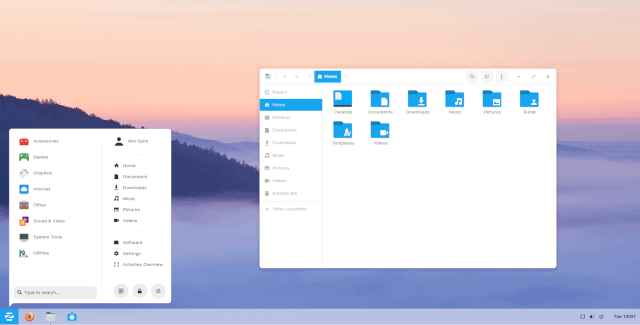 Home
Recent
Home
Desktop
Documents
Downloads
Music
Pictures
Videos
Rubbish Bin
Other Locations
Desktop
Documents
Downloads
Music
Pictures
Public
Templates
Videos
Accessories
Games
Graphics
Internet
Office
Sound & Video
System Tools
Utilities
Type to search...
Home
Documents
Downloads
Music
Pictures
Videos
Software
Settings
Activities Overview
Tue 14:07